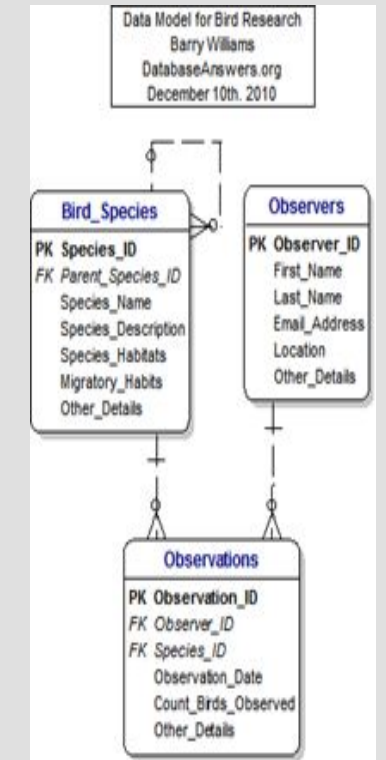 Data Model for Bird Research
Barry Williams
DatabaseAnswers.org
December 10th. 2010
Bird_Species
PK Species_ID
FK Parent_Species_ID
Species_Name
Species_Description
Species_Habitats
Migratory_Habits
Other_Details
Observers
PK Observer_ID
First_Name
Last_Name
Email_Address
Location
Other_Details
Observations
PK Observation_ID
FK Observer_ID
FK Species_ID
Observation_Date
Count_Birds_Observed
Other_Details